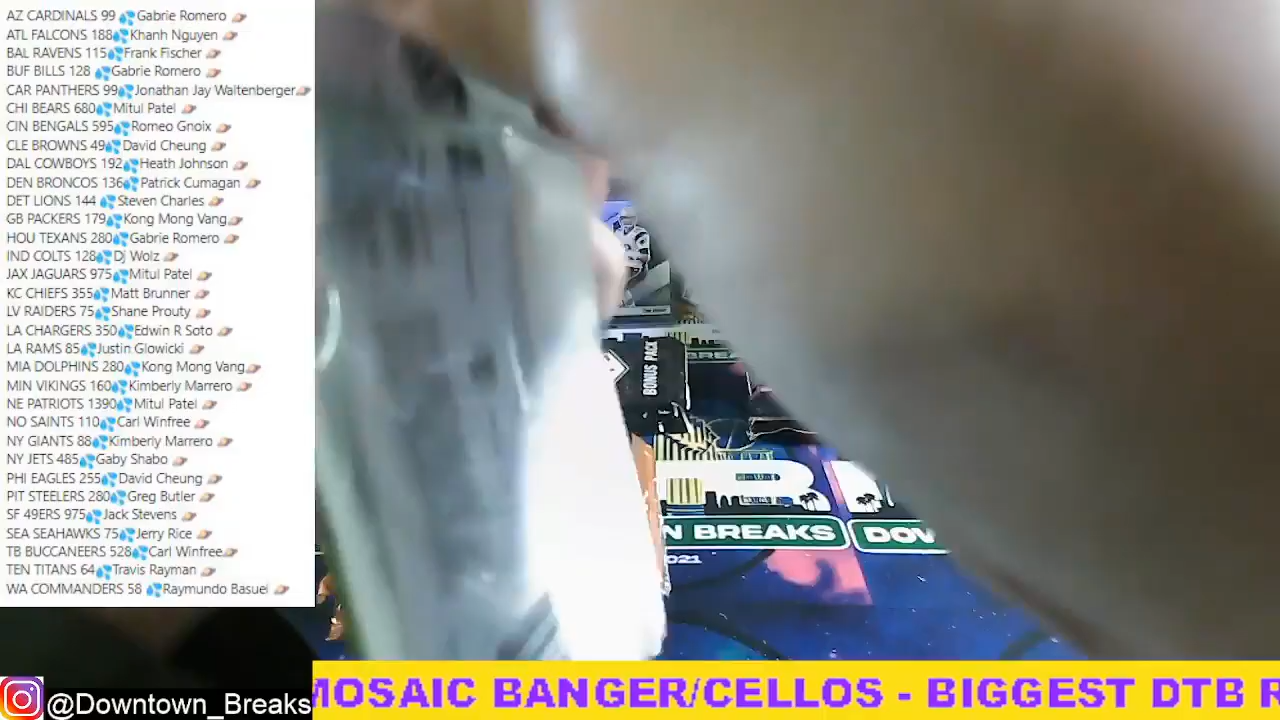 AZ CARDINALS 99 💦Gabrie Romero 🏈
ATL FALCONS 188💦Khanh Nguyen 🏈
BAL RAVENS 115💦Frank Fischer 🏈
BUF BILLS 128 💦Gabrie Romero 🏈
CAR PANTHERS 99💦Jonathan Jay Waltenberger🏈
CHI BEARS 680💦Mitul Patel 🏈
CIN BENGALS 595💦Romeo Gnoix 🏈
CLE BROWNS 49💦David Cheung 🏈
DAL COWBOYS 192💦Heath Johnson 🏈
DEN BRONCOS 136💦Patrick Cumagan 🏈
DET LIONS 144 💦Steven Charles 🏈
GB PACKERS 179💦Kong Mong Vang🏈
HOU TEXANS 280💦Gabrie Romero 🏈
IND COLTS 128💦DJ Wolz 🏈
JAX JAGUARS 975💦Mitul Patel 🏈
KC CHIEFS 355💦Matt Brunner 🏈
LV RAIDERS 75💦Shane Prouty 🏈
LA CHARGERS 350💦Edwin R Soto 🏈
LA RAMS 85💦Justin Glowicki 🏈
MIA DOLPHINS 280💦Kong Mong Vang🏈
MIN VIKINGS 160💦Kimberly Marrero 🏈
NE PATRIOTS 1390💦Mitul Patel 🏈
NO SAINTS 110💦Carl Winfree 🏈
NY GIANTS 88💦Kimberly Marrero 🏈
NY JETS 485💦Gaby Shabo 🏈
PHI EAGLES 255💦David Cheung 🏈
PIT STEELERS 280💦Greg Butler 🏈
SF 49ERS 975💦Jack Stevens 🏈
SEA SEAHAWKS 75💦Jerry Rice 🏈
TB BUCCANEERS 528💦Carl Winfree🏈
TEN TITANS 64💦Travis Rayman 🏈
WA COMMANDERS 58 💦Raymundo Basuel 🏈
BREA
BONUS PACK
N BREAKS DOW
2021
@Downtown_Breaks
MOSAIC BANGER/CELLOS - BIGGEST DTB R